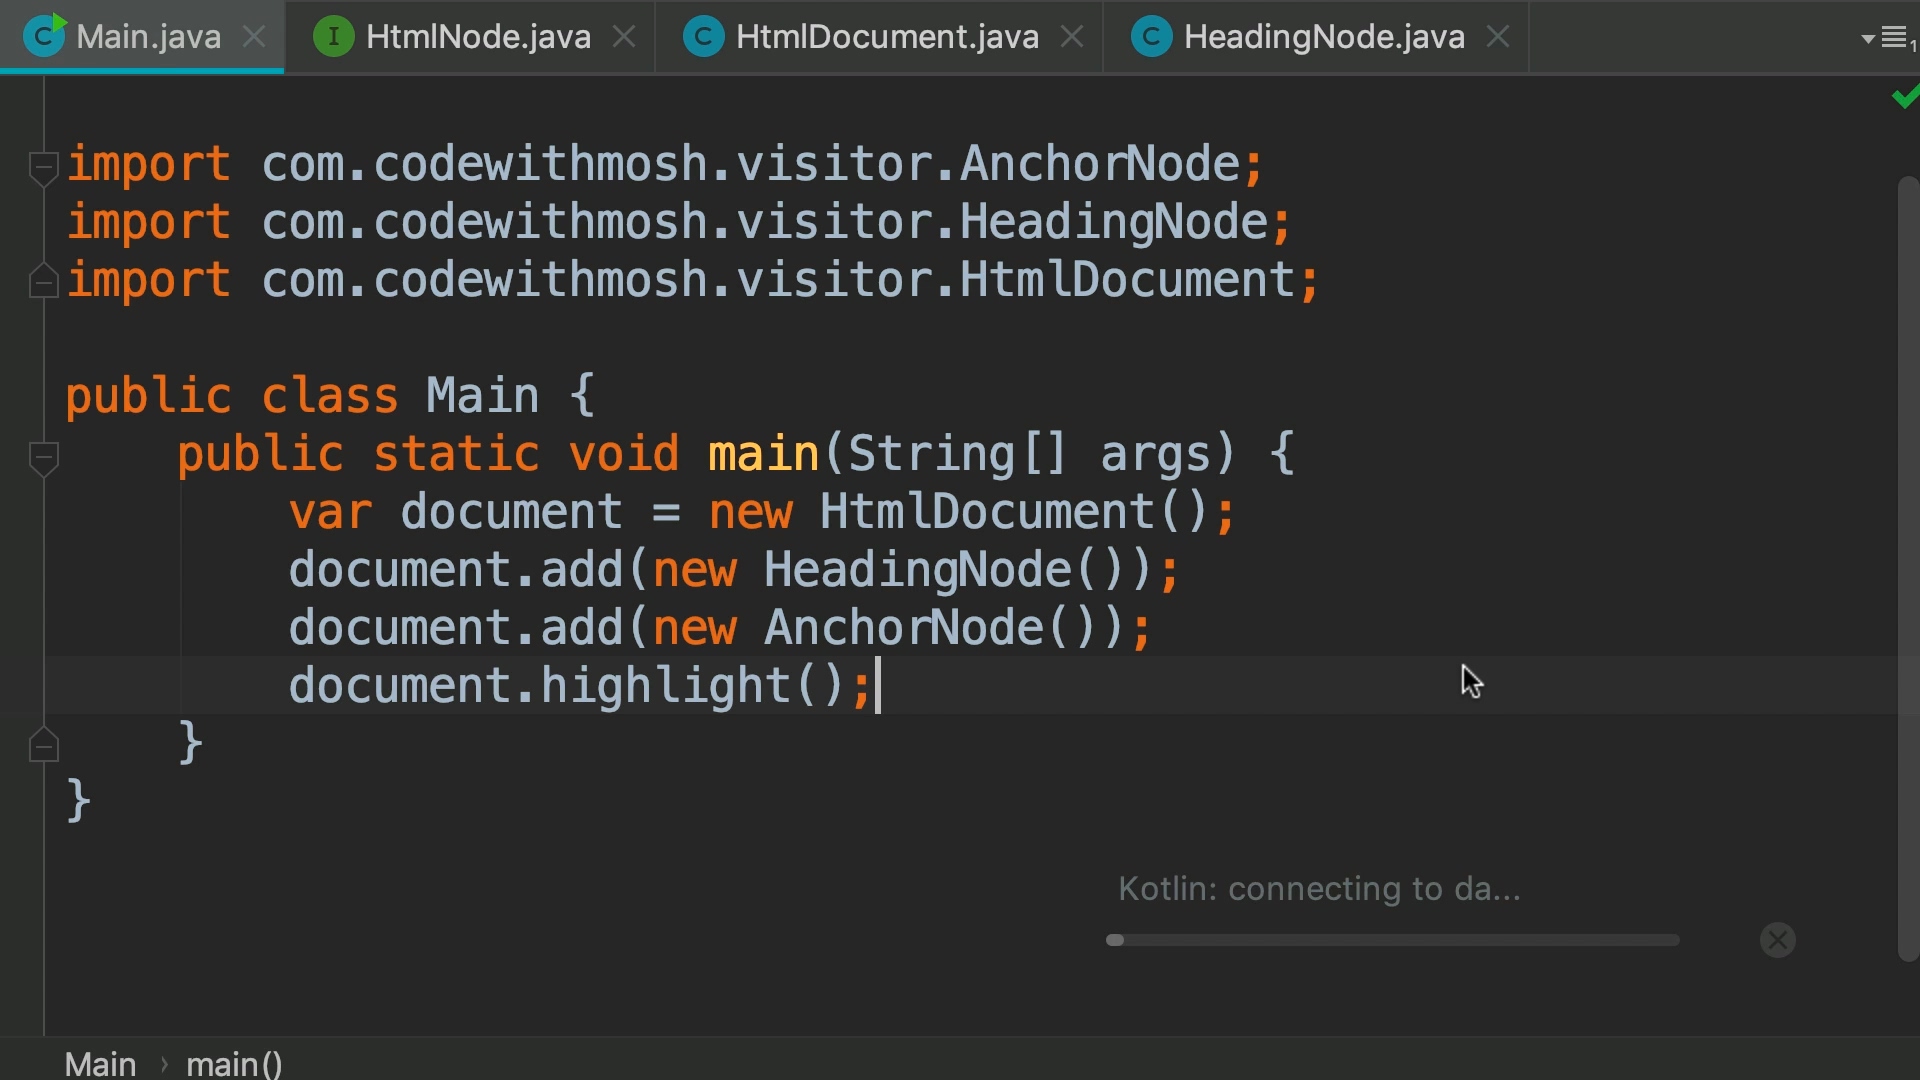 Main.java HtmlNode.java HtmlDocument.java HeadingNode.java
import com.codewithmosh.visitor.AnchorNode;
import com.codewithmosh.visitor.HeadingNode;
import com.codewithmosh.visitor.HtmlDocument;
public class Main {
public static void main(String[] args) {
var document = new HtmlDocument();
document.add(new HeadingNode());
document.add(new AnchorNode());
document.highlight();
}
}
Kotlin: connecting to da...
Main › main()